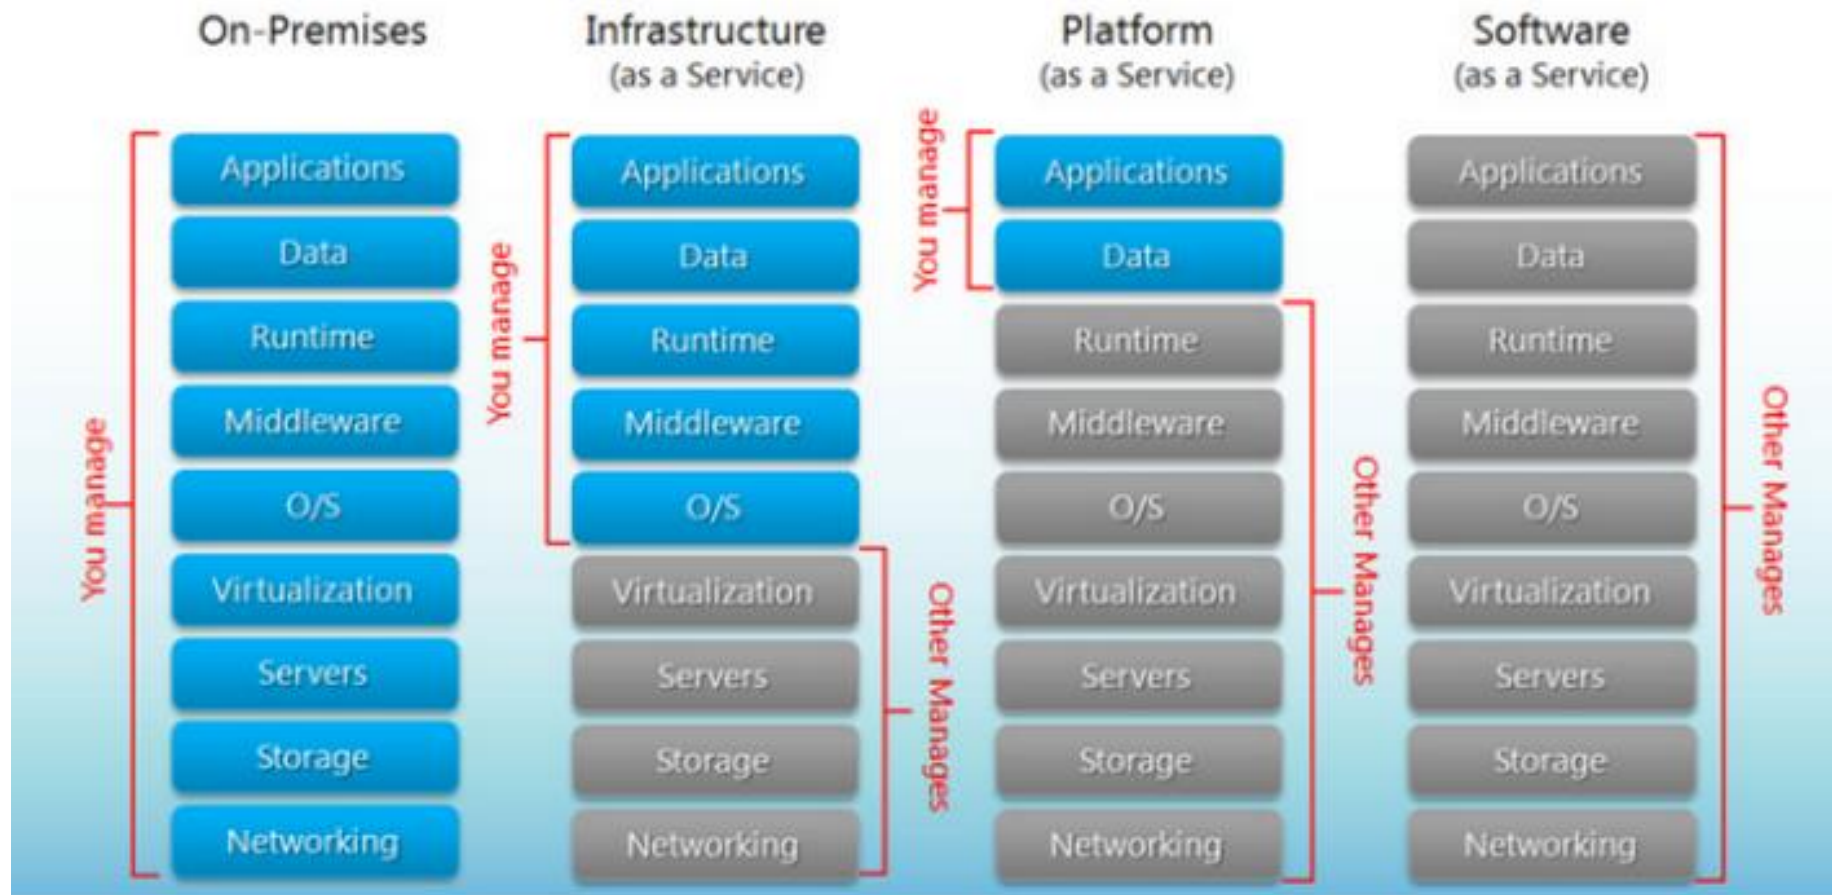 On-Premises
Applications
Data
Runtime
Middleware
O/S
Virtualization
Servers
Storage
Networking
You manage
Infrastructure
(as a Service)
Applications
Data
Runtime
Middleware
O/S
Virtualization
Servers
Storage
Networking
You manage
Other Manages
Platform
(as a Service)
Applications
Data
Runtime
Middleware
O/S
Virtualization
Servers
Storage
Networking
You manage
Other Manages
Software
(as a Service)
Applications
Data
Runtime
Middleware
O/S
Virtualization
Servers
Storage
Networking
Other Manages